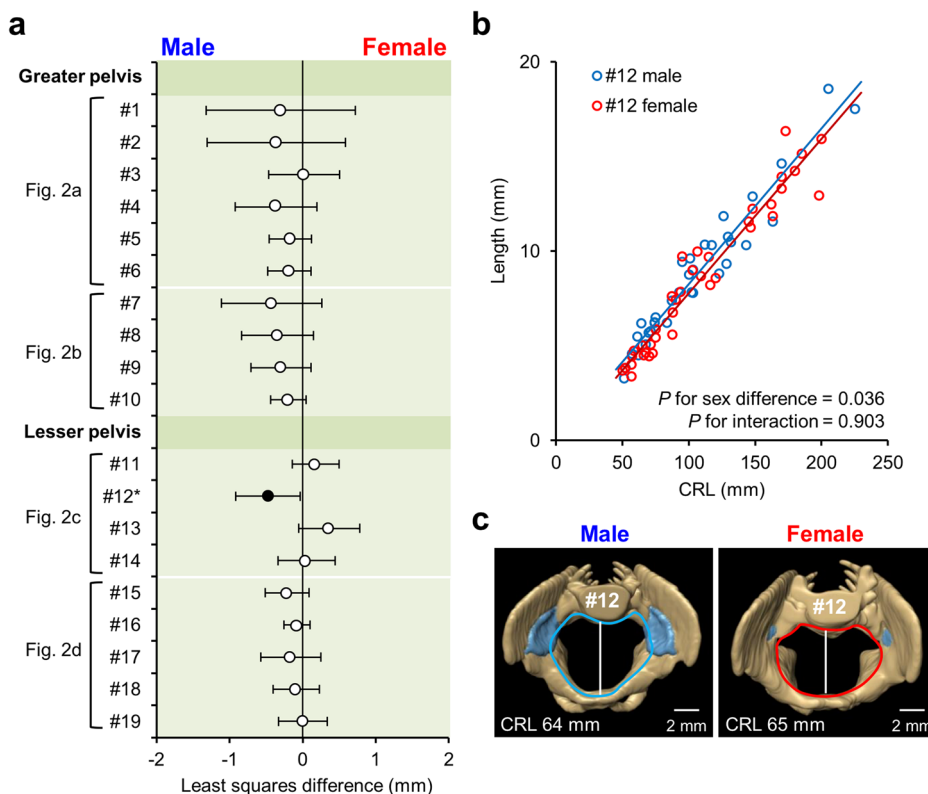 a
Male
Female
Greater pelvis
Fig. 2a
#1
#2
#3
#4
#5
#6
Fig. 2b
#7
#8
#9
#10
Lesser pelvis
Fig. 2c
#11
#12*
#13
#14
Fig. 2d
#15
#16
#17
#18
#19
-2 -1 0 1 2
Least squares difference (mm)
b
#12 male
#12 female
20
10
0
Length (mm)
P for sex difference = 0.036
P for interaction = 0.903
0 50 100 150 200 250
CRL (mm)
c
Male
#12
CRL 64 mm
2 mm
Female
#12
CRL 65 mm
2 mm